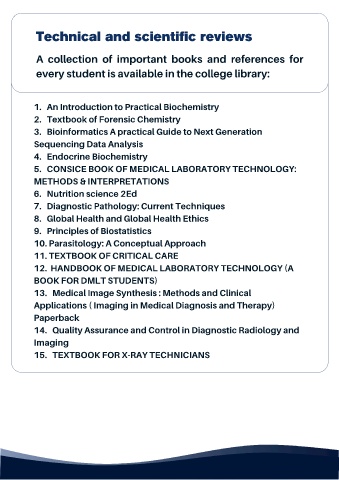 Technical and scientific reviews
A collection of important books and references for
every student is available in the college library:
1. An Introduction to Practical Biochemistry
2. Textbook of Forensic Chemistry
3. Bioinformatics A practical Guide to Next Generation
Sequencing Data Analysis
4. Endocrine Biochemistry
5. CONSICE BOOK OF MEDICAL LABORATORY TECHNOLOGY:
METHODS & INTERPRETATIONS
6. Nutrition science 2Ed
7. Diagnostic Pathology: Current Techniques
8. Global Health and Global Health Ethics
9. Principles of Biostatistics
10. Parasitology: A Conceptual Approach
11. TEXTBOOK OF CRITICAL CARE
12. HANDBOOK OF MEDICAL LABORATORY TECHNOLOGY (A
BOOK FOR DMLT STUDENTS)
13. Medical Image Synthesis : Methods and Clinical
Applications ( Imaging in Medical Diagnosis and Therapy)
Paperback
14. Quality Assurance and Control in Diagnostic Radiology and
Imaging
15. TEXTBOOK FOR X-RAY TECHNICIANS